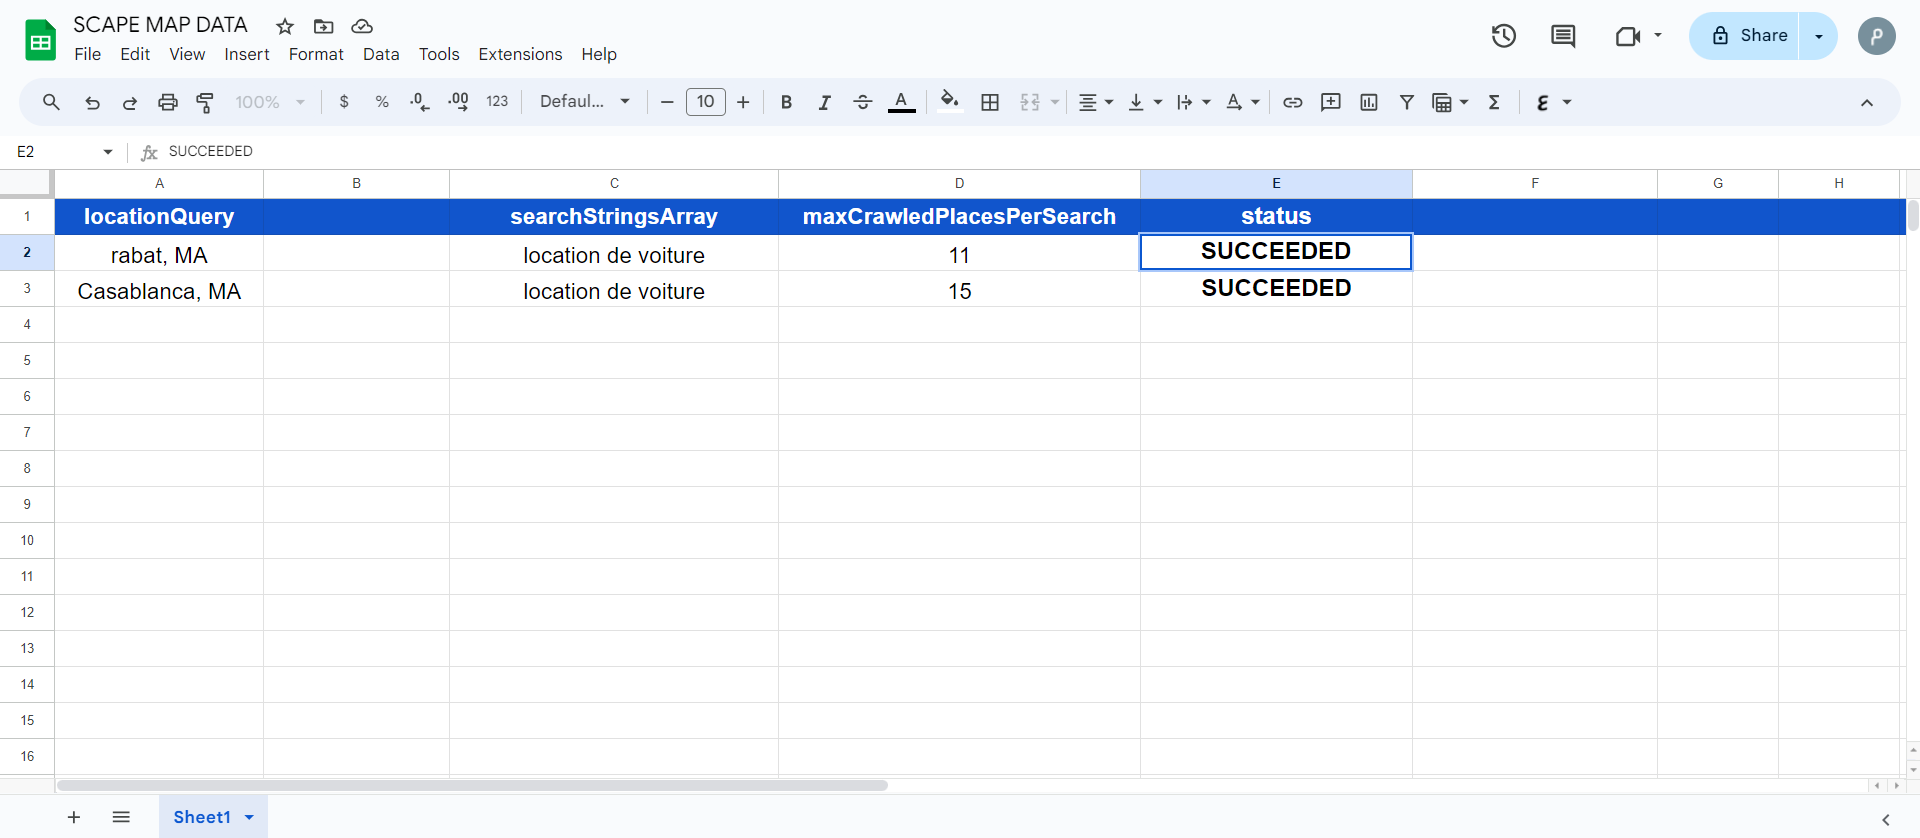 SCAPE MAP DATA
File Edit View Insert Format Data Tools Extensions Help
Share
ρ
100% $ % .0 .00 123 Defaul... − 10 + B I S A Σ Ɛ
E2 fx SUCCEEDED
A B C D E F G H
1 locationQuery searchStringsArray maxCrawledPlacesPerSearch status
2 rabat, MA location de voiture 11 SUCCEEDED
3 Casablanca, MA location de voiture 15 SUCCEEDED
4
5
6
7
8
9
10
11
12
13
14
15
16
+ Sheet1